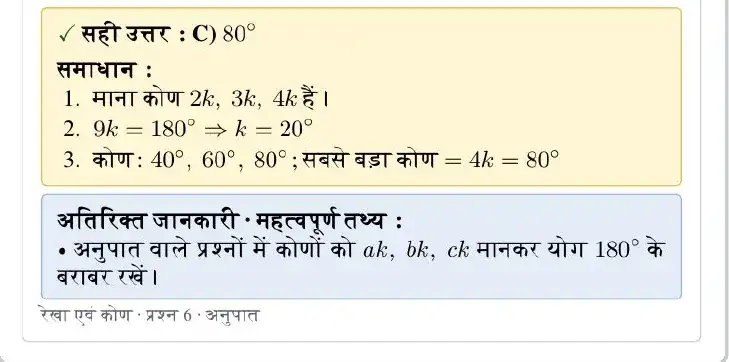 ✓ सही उत्तर : C) 80°
समाधान :
1. माना कोण 2k, 3k, 4k हैं।
2. 9k = 180° ⇒ k = 20°
3. कोण: 40°, 60°, 80° ; सबसे बड़ा कोण = 4k = 80°
अतिरिक्त जानकारी · महत्वपूर्ण तथ्य :
• अनुपात वाले प्रश्नों में कोणों को ak, bk, ck मानकर योग 180° के
बराबर रखें।
रेखा एवं कोण · प्रश्न 6 · अनुपात